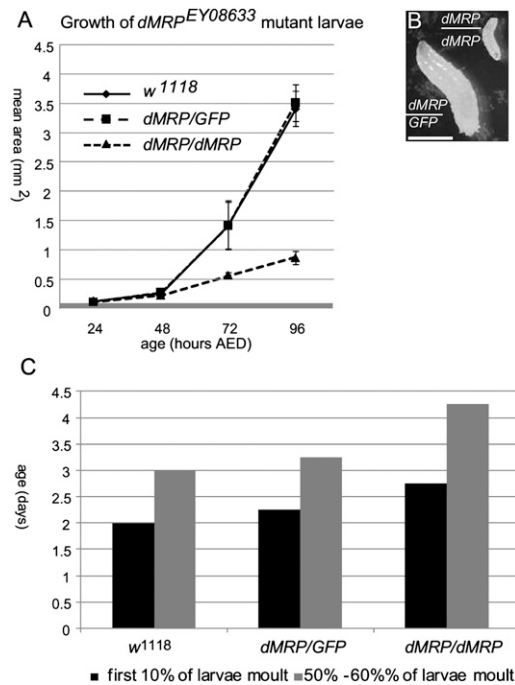 A Growth of dMRP^EY08633 mutant larvae
4.5
4
3.5
3
2.5
2
1.5
1
0.5
0
mean area (mm 2)
w 1118
dMRP/GFP
dMRP/dMRP
24 48 72 96
age (hours AED)
B
dMRP
dMRP
dMRP
GFP
C
4.5
4
3.5
3
2.5
2
1.5
1
0.5
0
age (days)
w1118 dMRP/GFP dMRP/dMRP
first 10% of larvae moult 50% -60%% of larvae moult